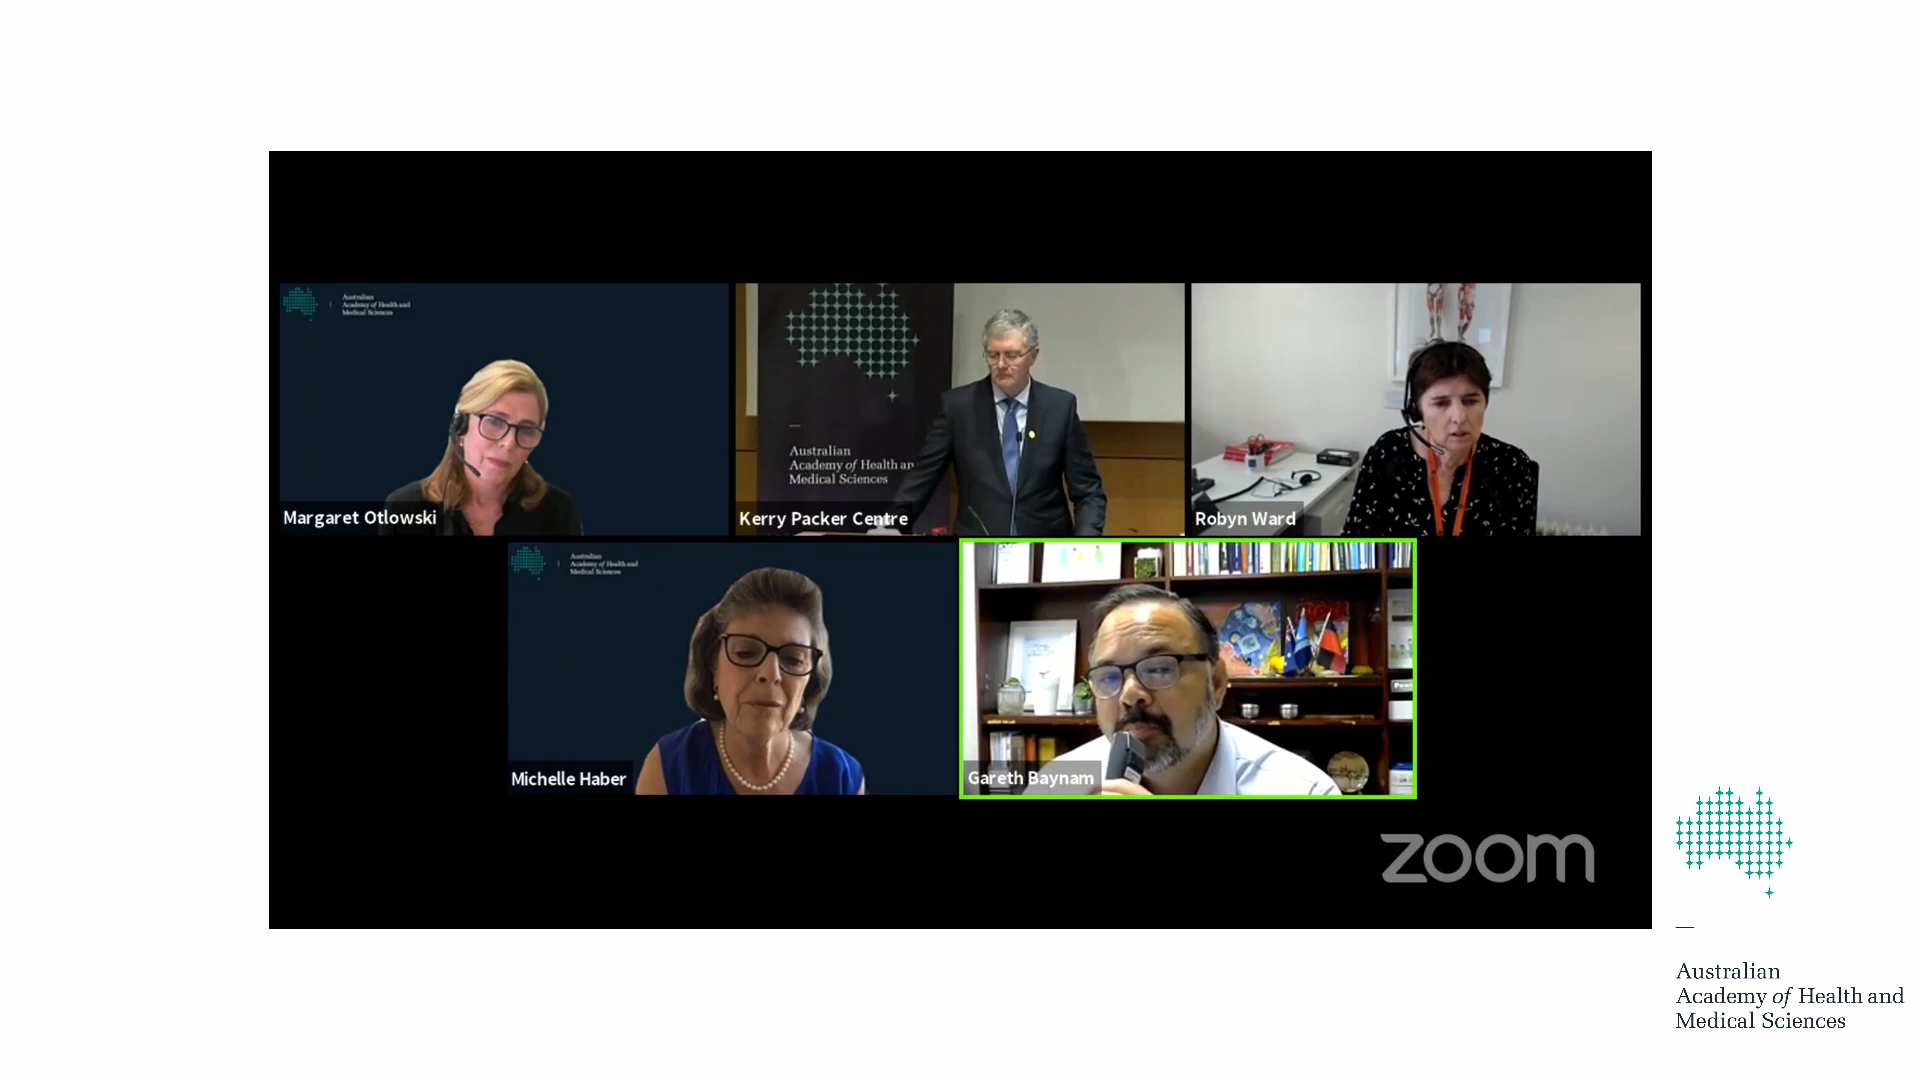 Australian
Academy of Health and
Medical Sciences
Margaret Otlowski
Australian
Academy of Health ar
Medical Sciences
Kerry Packer Centre
Robyn Ward
Australian
Academy of Health and
Medical Sciences
Michelle Haber
Gareth Baynam
zoom
Australian
Academy of Health and
Medical Sciences